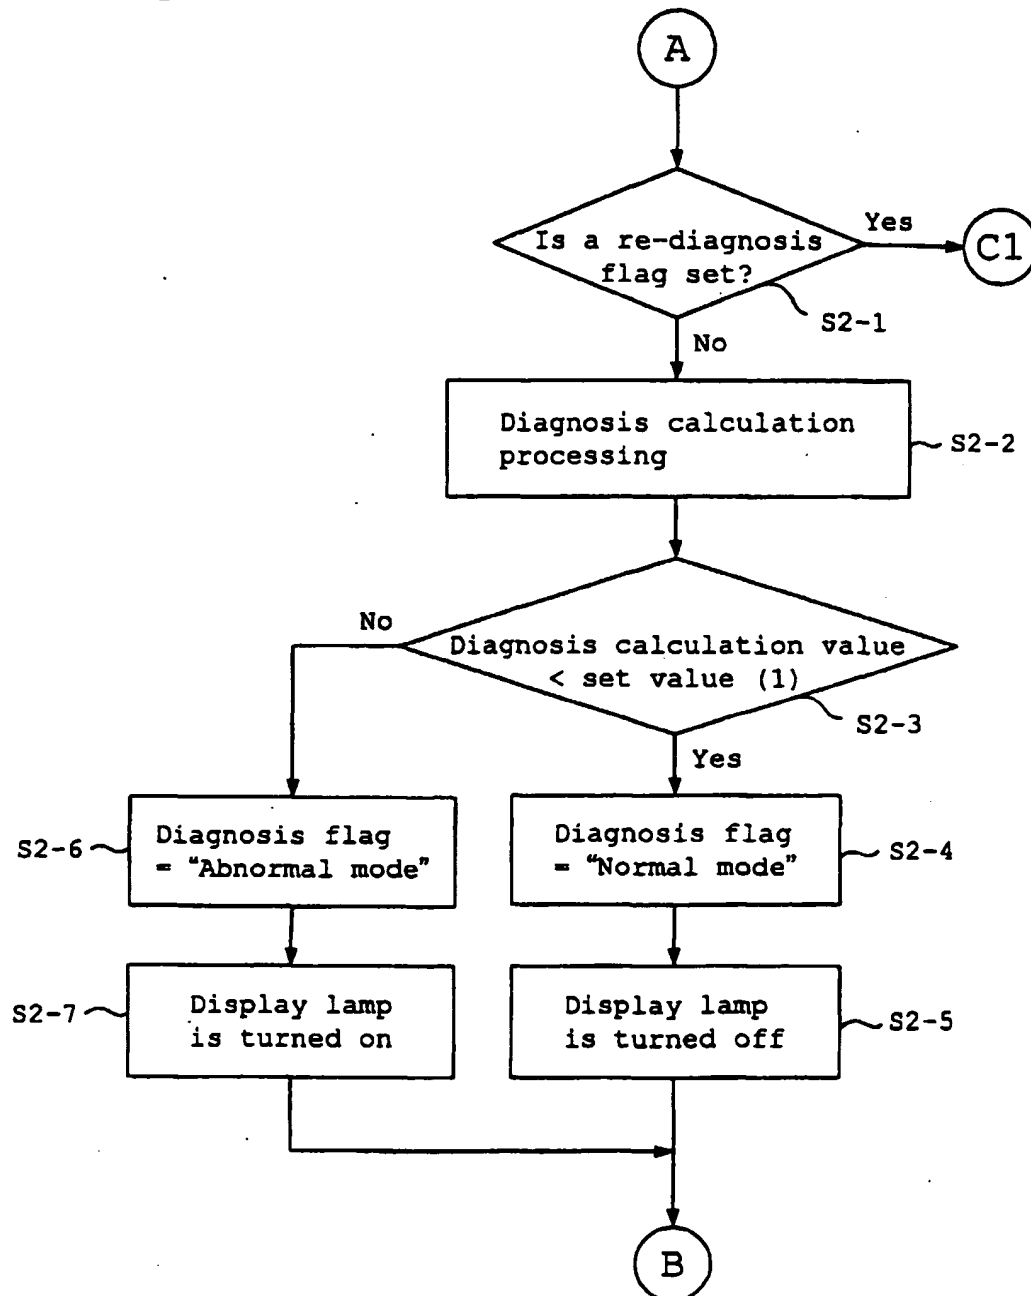 A
Is a re-diagnosis
flag set?
Yes
C1
S2-1
No
Diagnosis calculation
processing
S2-2
No
Diagnosis calculation value
< set value (1)
S2-3
Yes
S2-6
Diagnosis flag
= “Abnormal mode”
Diagnosis flag
= “Normal mode”
S2-4
S2-7
Display lamp
is turned on
Display lamp
is turned off
S2-5
B